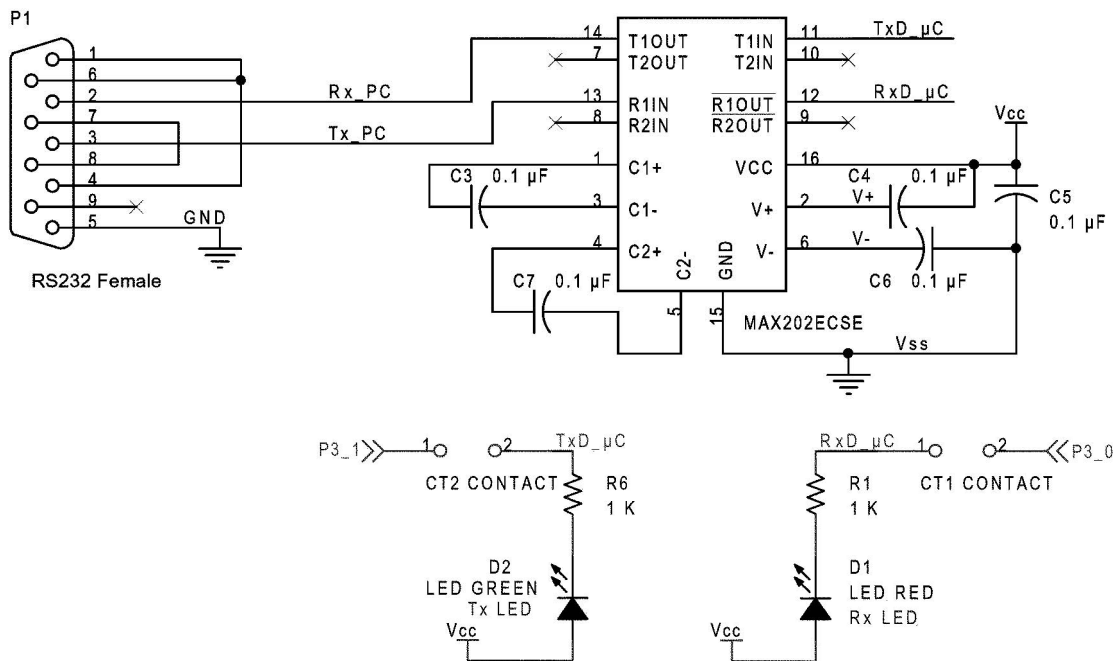 P1
1
6
2
7
3
8
4
9
5
Rx_PC
Tx_PC
GND
RS232 Female
14 T1OUT T1IN 11 TxD_µC
7 T2OUT T2IN 10
13 R1IN R1OUT 12 RxD_µC
8 R2IN R2OUT 9
1 C1+ VCC 16
Vcc
C3 0.1 µF
C4 0.1 µF
3 C1- V+ 2 V+
C5
0.1 µF
4 C2+ V- 6 V-
C2-
GND
C7 0.1 µF
C6
0.1 µF
5
15
MAX202ECSE
Vss
P3_1 1 2 TxD_µC
RxD_µC 1 2 P3_0
CT2 CONTACT
R6
1 K
R1
1 K
CT1 CONTACT
D2
LED GREEN
Tx LED
D1
LED RED
Rx LED
Vcc
Vcc